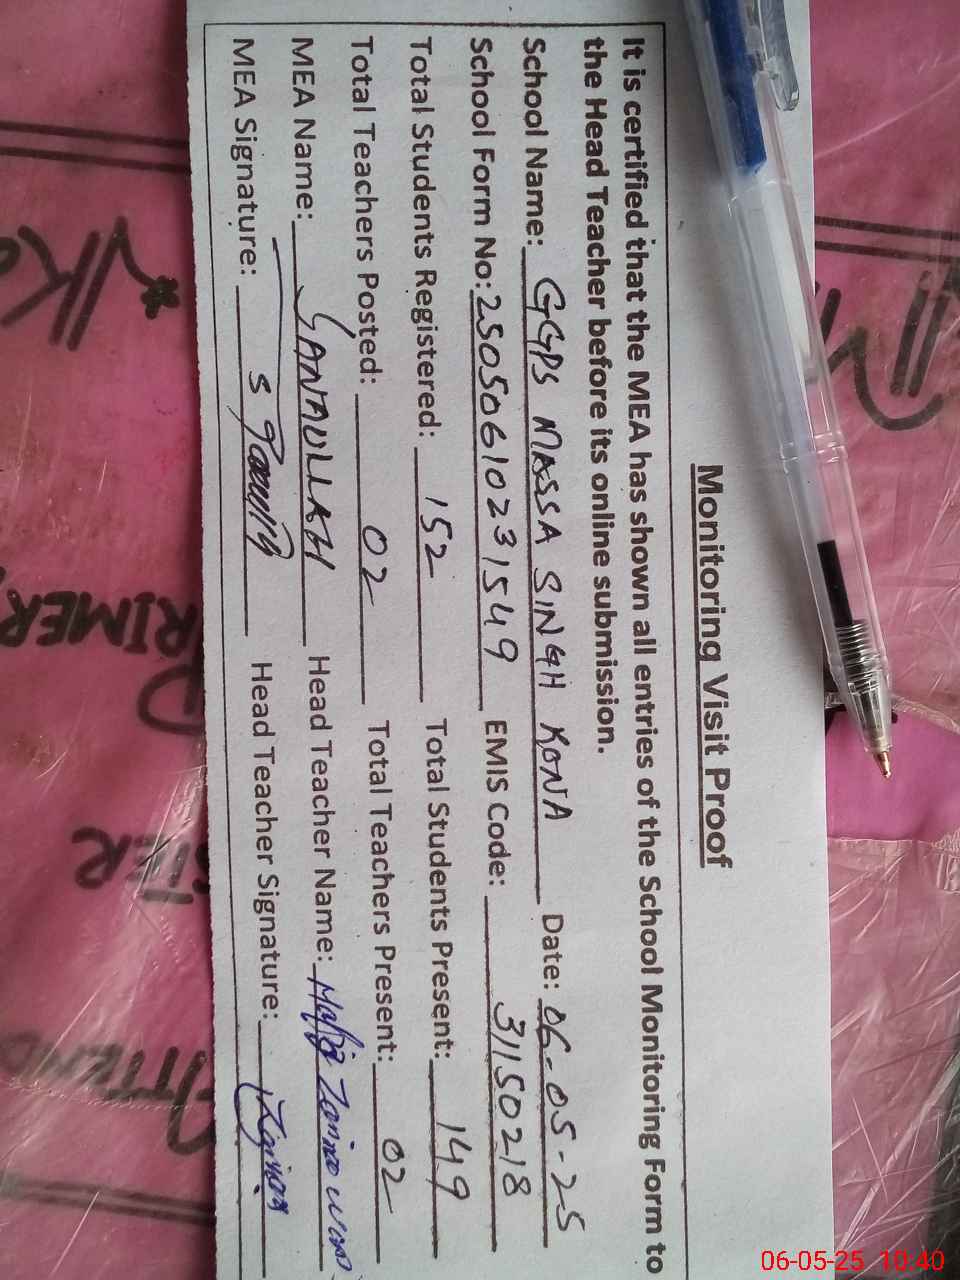 Monitoring Visit Proof
It is certified that the MEA has shown all entries of the School Monitoring Form to
the Head Teacher before its online submission.
School Name: GGPS MASSA SINGH KONA Date: 06-05-25
School Form No: 25050610231549 EMIS Code: 31150218
Total Students Registered: 152 Total Students Present: 149
Total Teachers Posted: 02 Total Teachers Present: 02
MEA Name: SANAULLAH Head Teacher Name: Hafiz
MEA Signature: Head Teacher Signature:
06-05-25 10:40